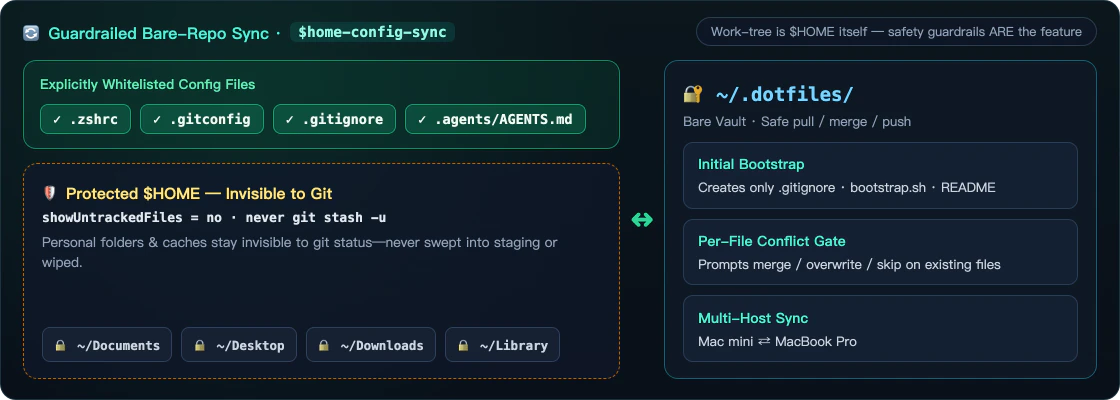 Guardrailed Bare-Repo Sync · $home-config-sync
Work-tree is $HOME itself — safety guardrails ARE the feature
Explicitly Whitelisted Config Files
✓ .zshrc
✓ .gitconfig
✓ .gitignore
✓ .agents/AGENTS.md
Protected $HOME — Invisible to Git
showUntrackedFiles = no · never git stash -u
Personal folders & caches stay invisible to git status—never swept into staging or
wiped.
~/Documents
~/Desktop
~/Downloads
~/Library
~/.dotfiles/
Bare Vault · Safe pull / merge / push
Initial Bootstrap
Creates only .gitignore · bootstrap.sh · README
Per-File Conflict Gate
Prompts merge / overwrite / skip on existing files
Multi-Host Sync
Mac mini ⇄ MacBook Pro